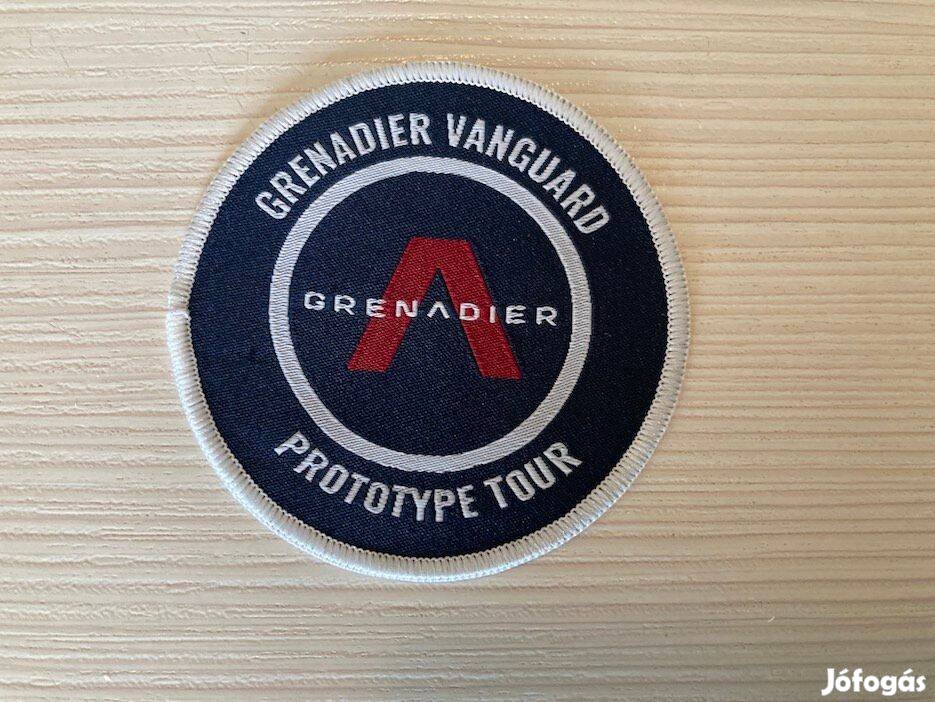 GRENADIER VANGUARD
GRENADIER
PROTOTYPE TOUR
Jófogás